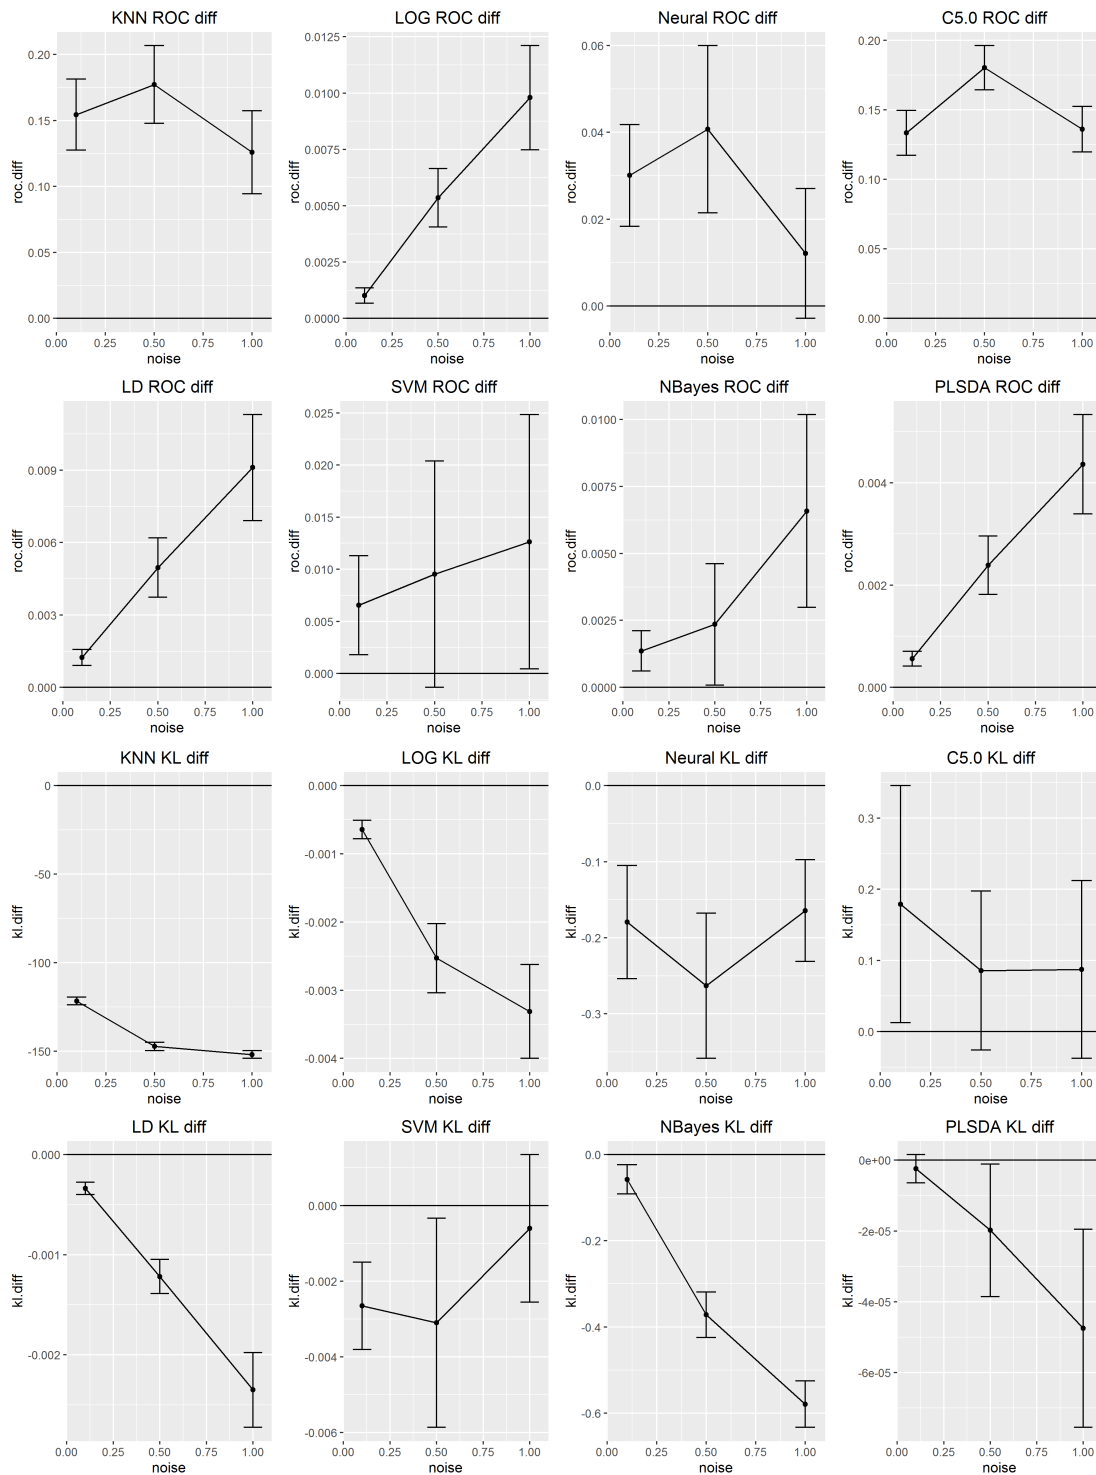 KNN ROC diff
roc.diff
0.20
0.15
0.10
0.05
0.00
0.00 0.25 0.50 0.75 1.00
noise
LOG ROC diff
roc.diff
0.0125
0.0100
0.0075
0.0050
0.0025
0.0000
0.00 0.25 0.50 0.75 1.00
noise
Neural ROC diff
roc.diff
0.06
0.04
0.02
0.00
0.00 0.25 0.50 0.75 1.00
noise
C5.0 ROC diff
roc.diff
0.20
0.15
0.10
0.05
0.00
0.00 0.25 0.50 0.75 1.00
noise
LD ROC diff
roc.diff
0.009
0.006
0.003
0.000
0.00 0.25 0.50 0.75 1.00
noise
SVM ROC diff
roc.diff
0.025
0.020
0.015
0.010
0.005
0.000
0.00 0.25 0.50 0.75 1.00
noise
NBayes ROC diff
roc.diff
0.0100
0.0075
0.0050
0.0025
0.0000
0.00 0.25 0.50 0.75 1.00
noise
PLSDA ROC diff
roc.diff
0.004
0.002
0.000
0.00 0.25 0.50 0.75 1.00
noise
KNN KL diff
kl.diff
0
-50
-100
-150
0.00 0.25 0.50 0.75 1.00
noise
LOG KL diff
kl.diff
0.000
-0.001
-0.002
-0.003
-0.004
0.00 0.25 0.50 0.75 1.00
noise
Neural KL diff
kl.diff
0.0
-0.1
-0.2
-0.3
0.00 0.25 0.50 0.75 1.00
noise
C5.0 KL diff
kl.diff
0.3
0.2
0.1
0.0
0.00 0.25 0.50 0.75 1.00
noise
LD KL diff
kl.diff
0.000
-0.001
-0.002
0.00 0.25 0.50 0.75 1.00
noise
SVM KL diff
kl.diff
0.000
-0.002
-0.004
-0.006
0.00 0.25 0.50 0.75 1.00
noise
NBayes KL diff
kl.diff
0.0
-0.2
-0.4
-0.6
0.00 0.25 0.50 0.75 1.00
noise
PLSDA KL diff
kl.diff
0e+00
-2e-05
-4e-05
-6e-05
0.00 0.25 0.50 0.75 1.00
noise